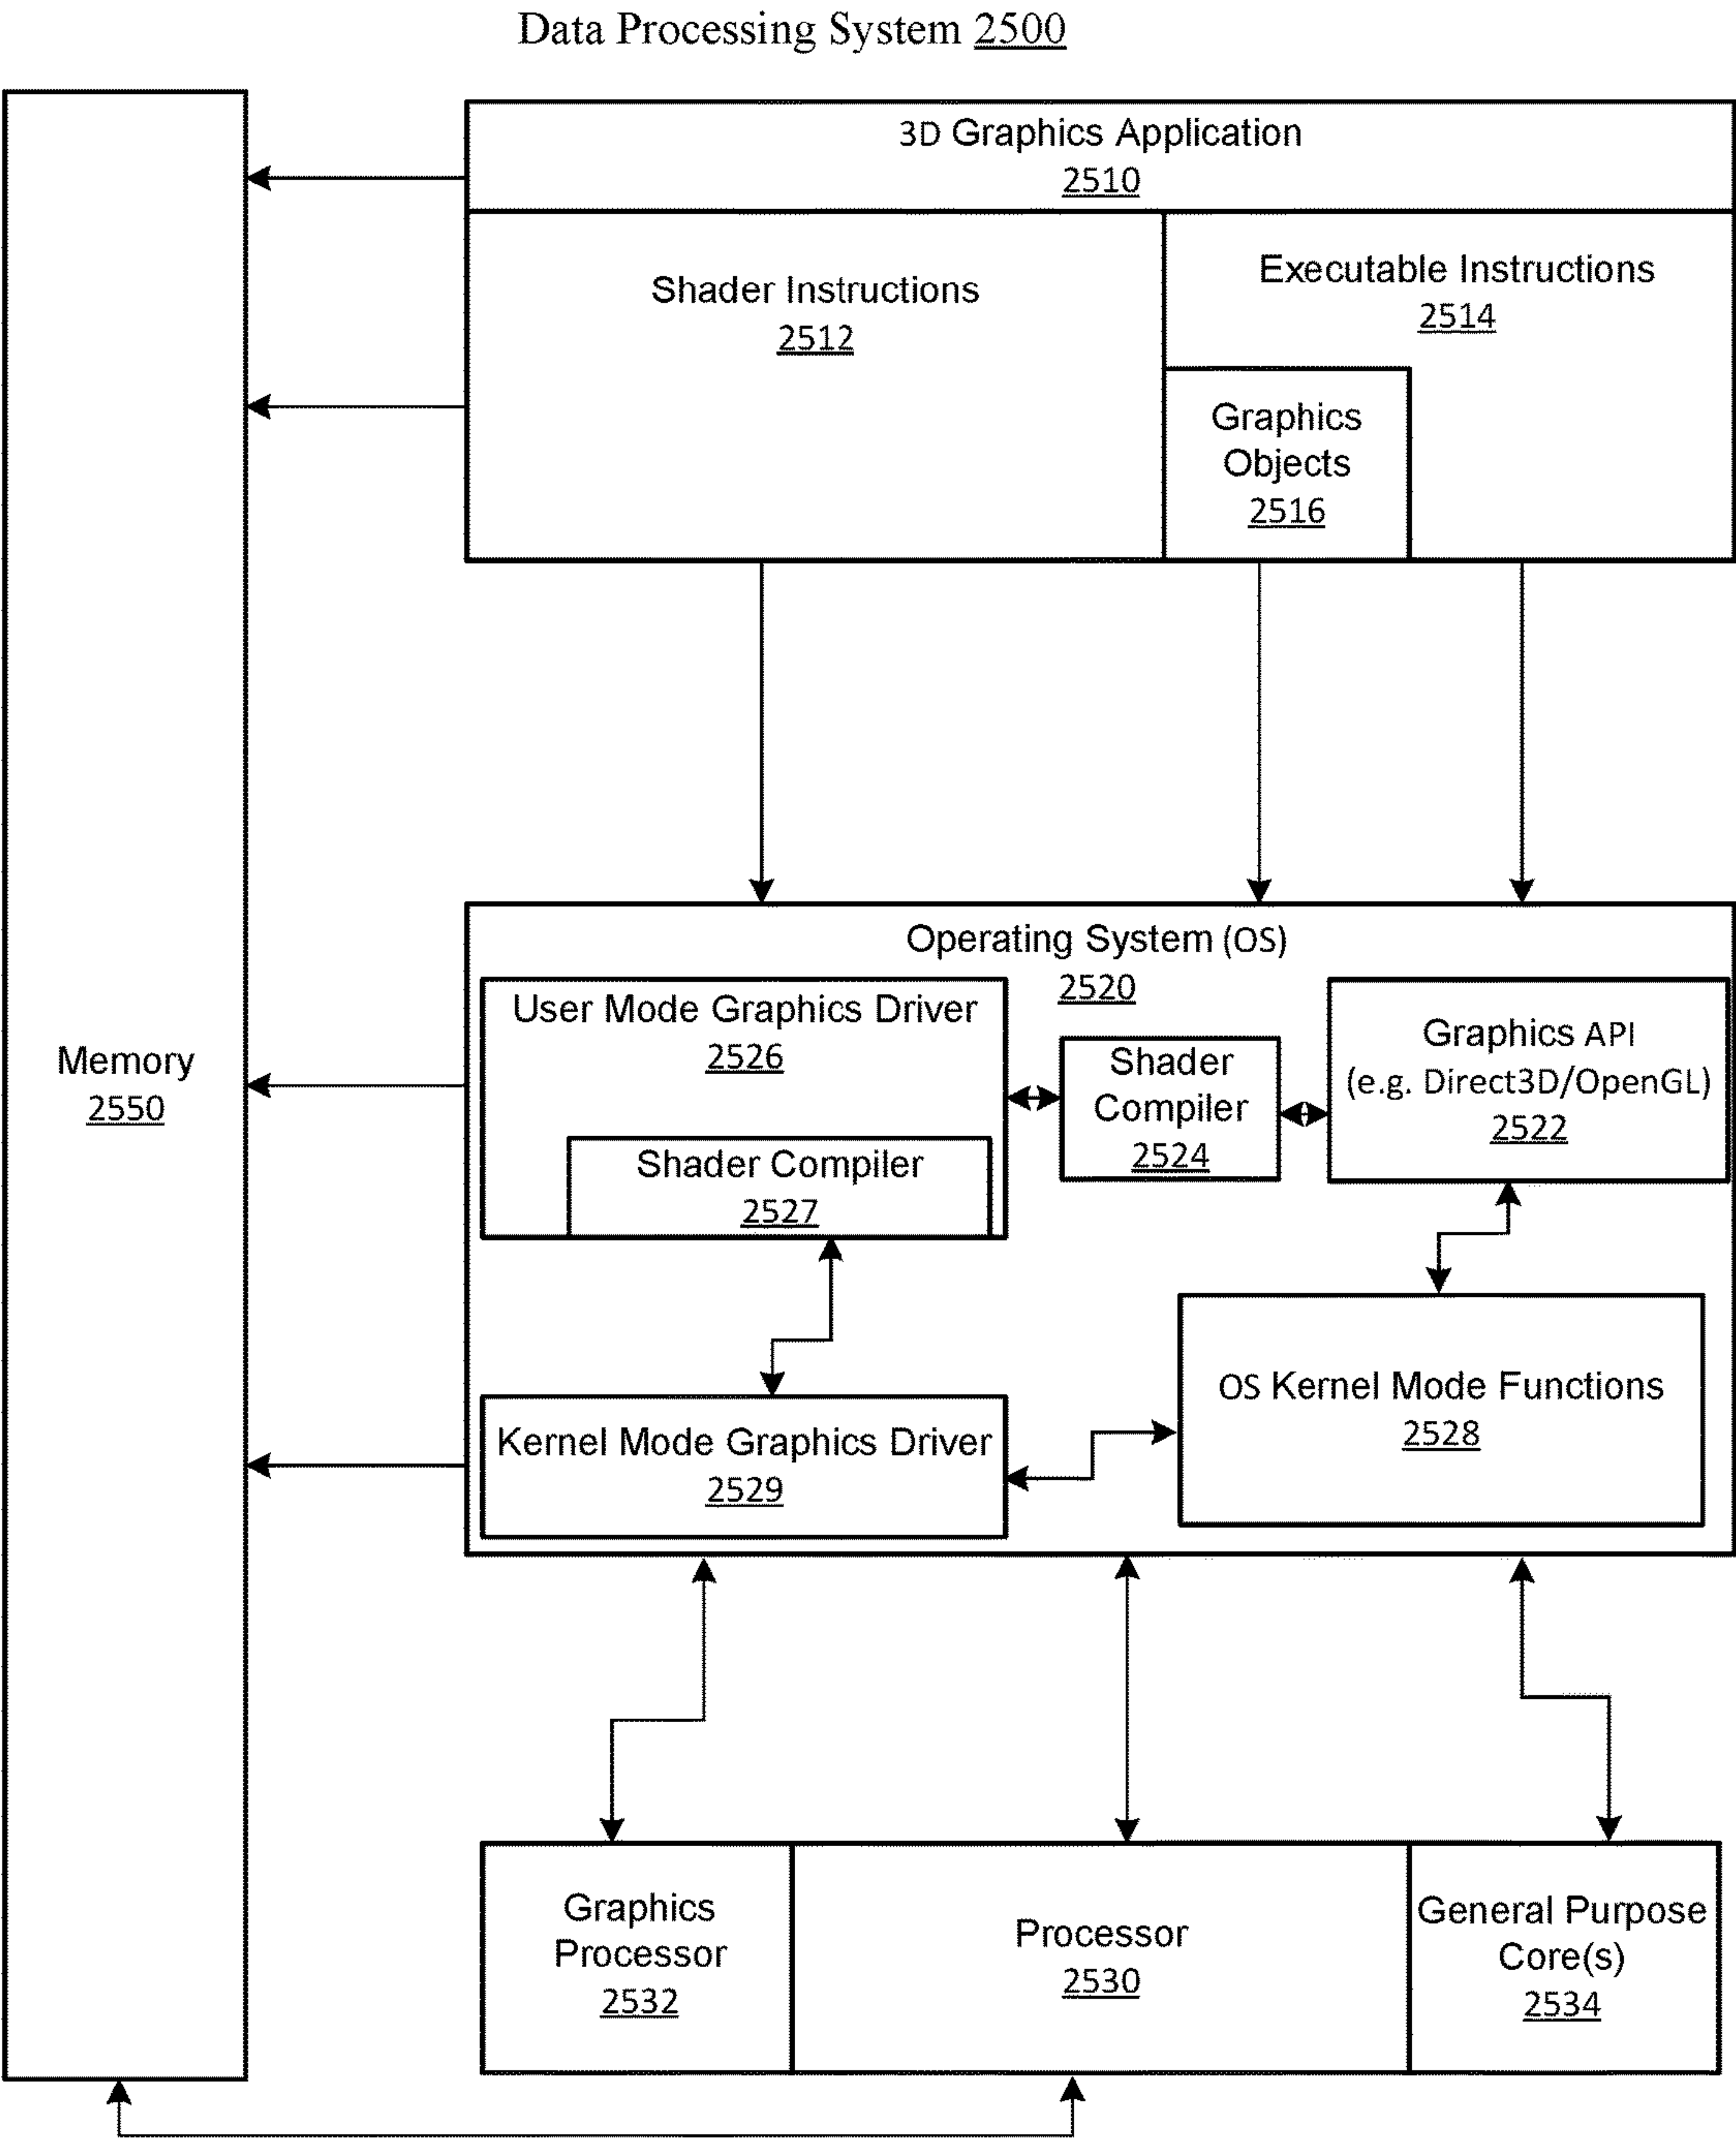 Data Processing System 2500
3D Graphics Application
2510
Shader Instructions
2512
Executable Instructions
2514
Graphics
Objects
2516
Memory
2550
Operating System (OS)
2520
User Mode Graphics Driver
2526
Shader Compiler
2527
Shader
Compiler
2524
Graphics API
(e.g. Direct3D/OpenGL)
2522
Kernel Mode Graphics Driver
2529
OS Kernel Mode Functions
2528
Graphics
Processor
2532
Processor
2530
General Purpose
Core(s)
2534